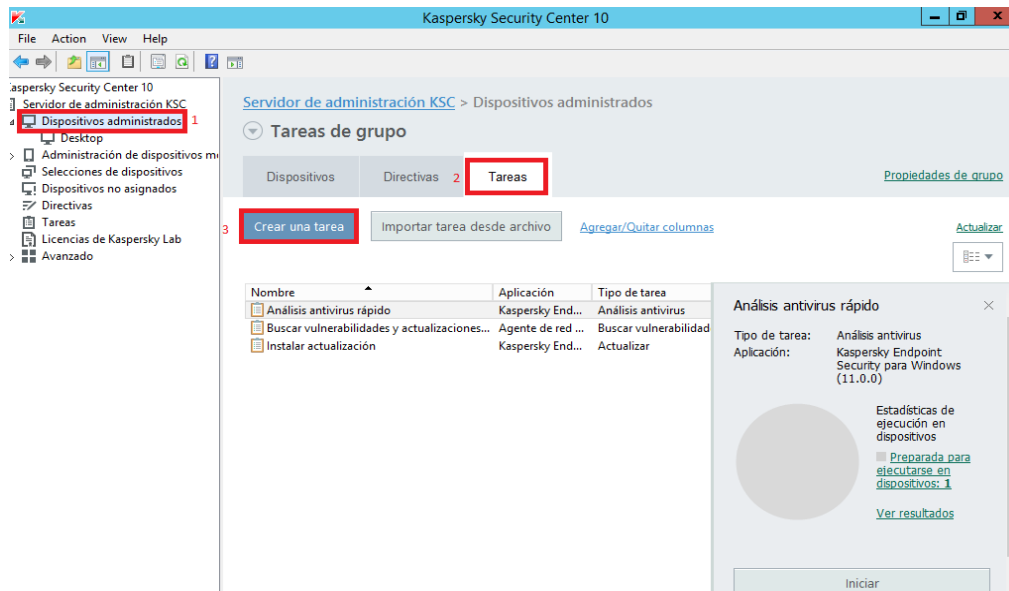 Kaspersky Security Center 10
File Action View Help
aspersky Security Center 10
Servidor de administración KSC
Dispositivos administrados 1
Desktop
Administración de dispositivos m
Selecciones de dispositivos
Dispositivos no asignados
Directivas
Tareas
Licencias de Kaspersky Lab
Avanzado
Servidor de administración KSC > Dispositivos administrados
Tareas de grupo
Dispositivos Directivas 2 Tareas Propiedades de grupo
3 Crear una tarea Importar tarea desde archivo Agregar/Quitar columnas Actualizar
Nombre Aplicación Tipo de tarea
Análisis antivirus rápido Kaspersky End... Análisis antivirus
Buscar vulnerabilidades y actualizaciones... Agente de red ... Buscar vulnerabilidad
Instalar actualización Kaspersky End... Actualizar
Análisis antivirus rápido
Tipo de tarea: Análisis antivirus
Aplicación: Kaspersky Endpoint
Security para Windows
(11.0.0)
Estadísticas de
ejecución en
dispositivos
Preparada para
ejecutarse en
dispositivos: 1
Ver resultados
Iniciar